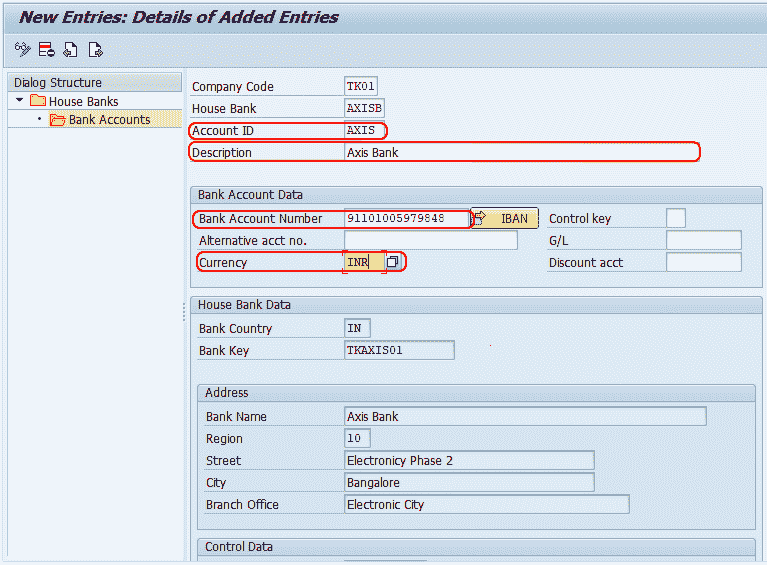 New Entries: Details of Added Entries
Dialog Structure
House Banks
Bank Accounts
Company Code TK01
House Bank AXISB
Account ID AXIS
Description Axis Bank
Bank Account Data
Bank Account Number 91101005979848 IBAN Control key
Alternative acct no. G/L
Currency INR Discount acct
House Bank Data
Bank Country IN
Bank Key TKAXIS01
Address
Bank Name Axis Bank
Region 10
Street Electronicy Phase 2
City Bangalore
Branch Office Electronic City
Control Data